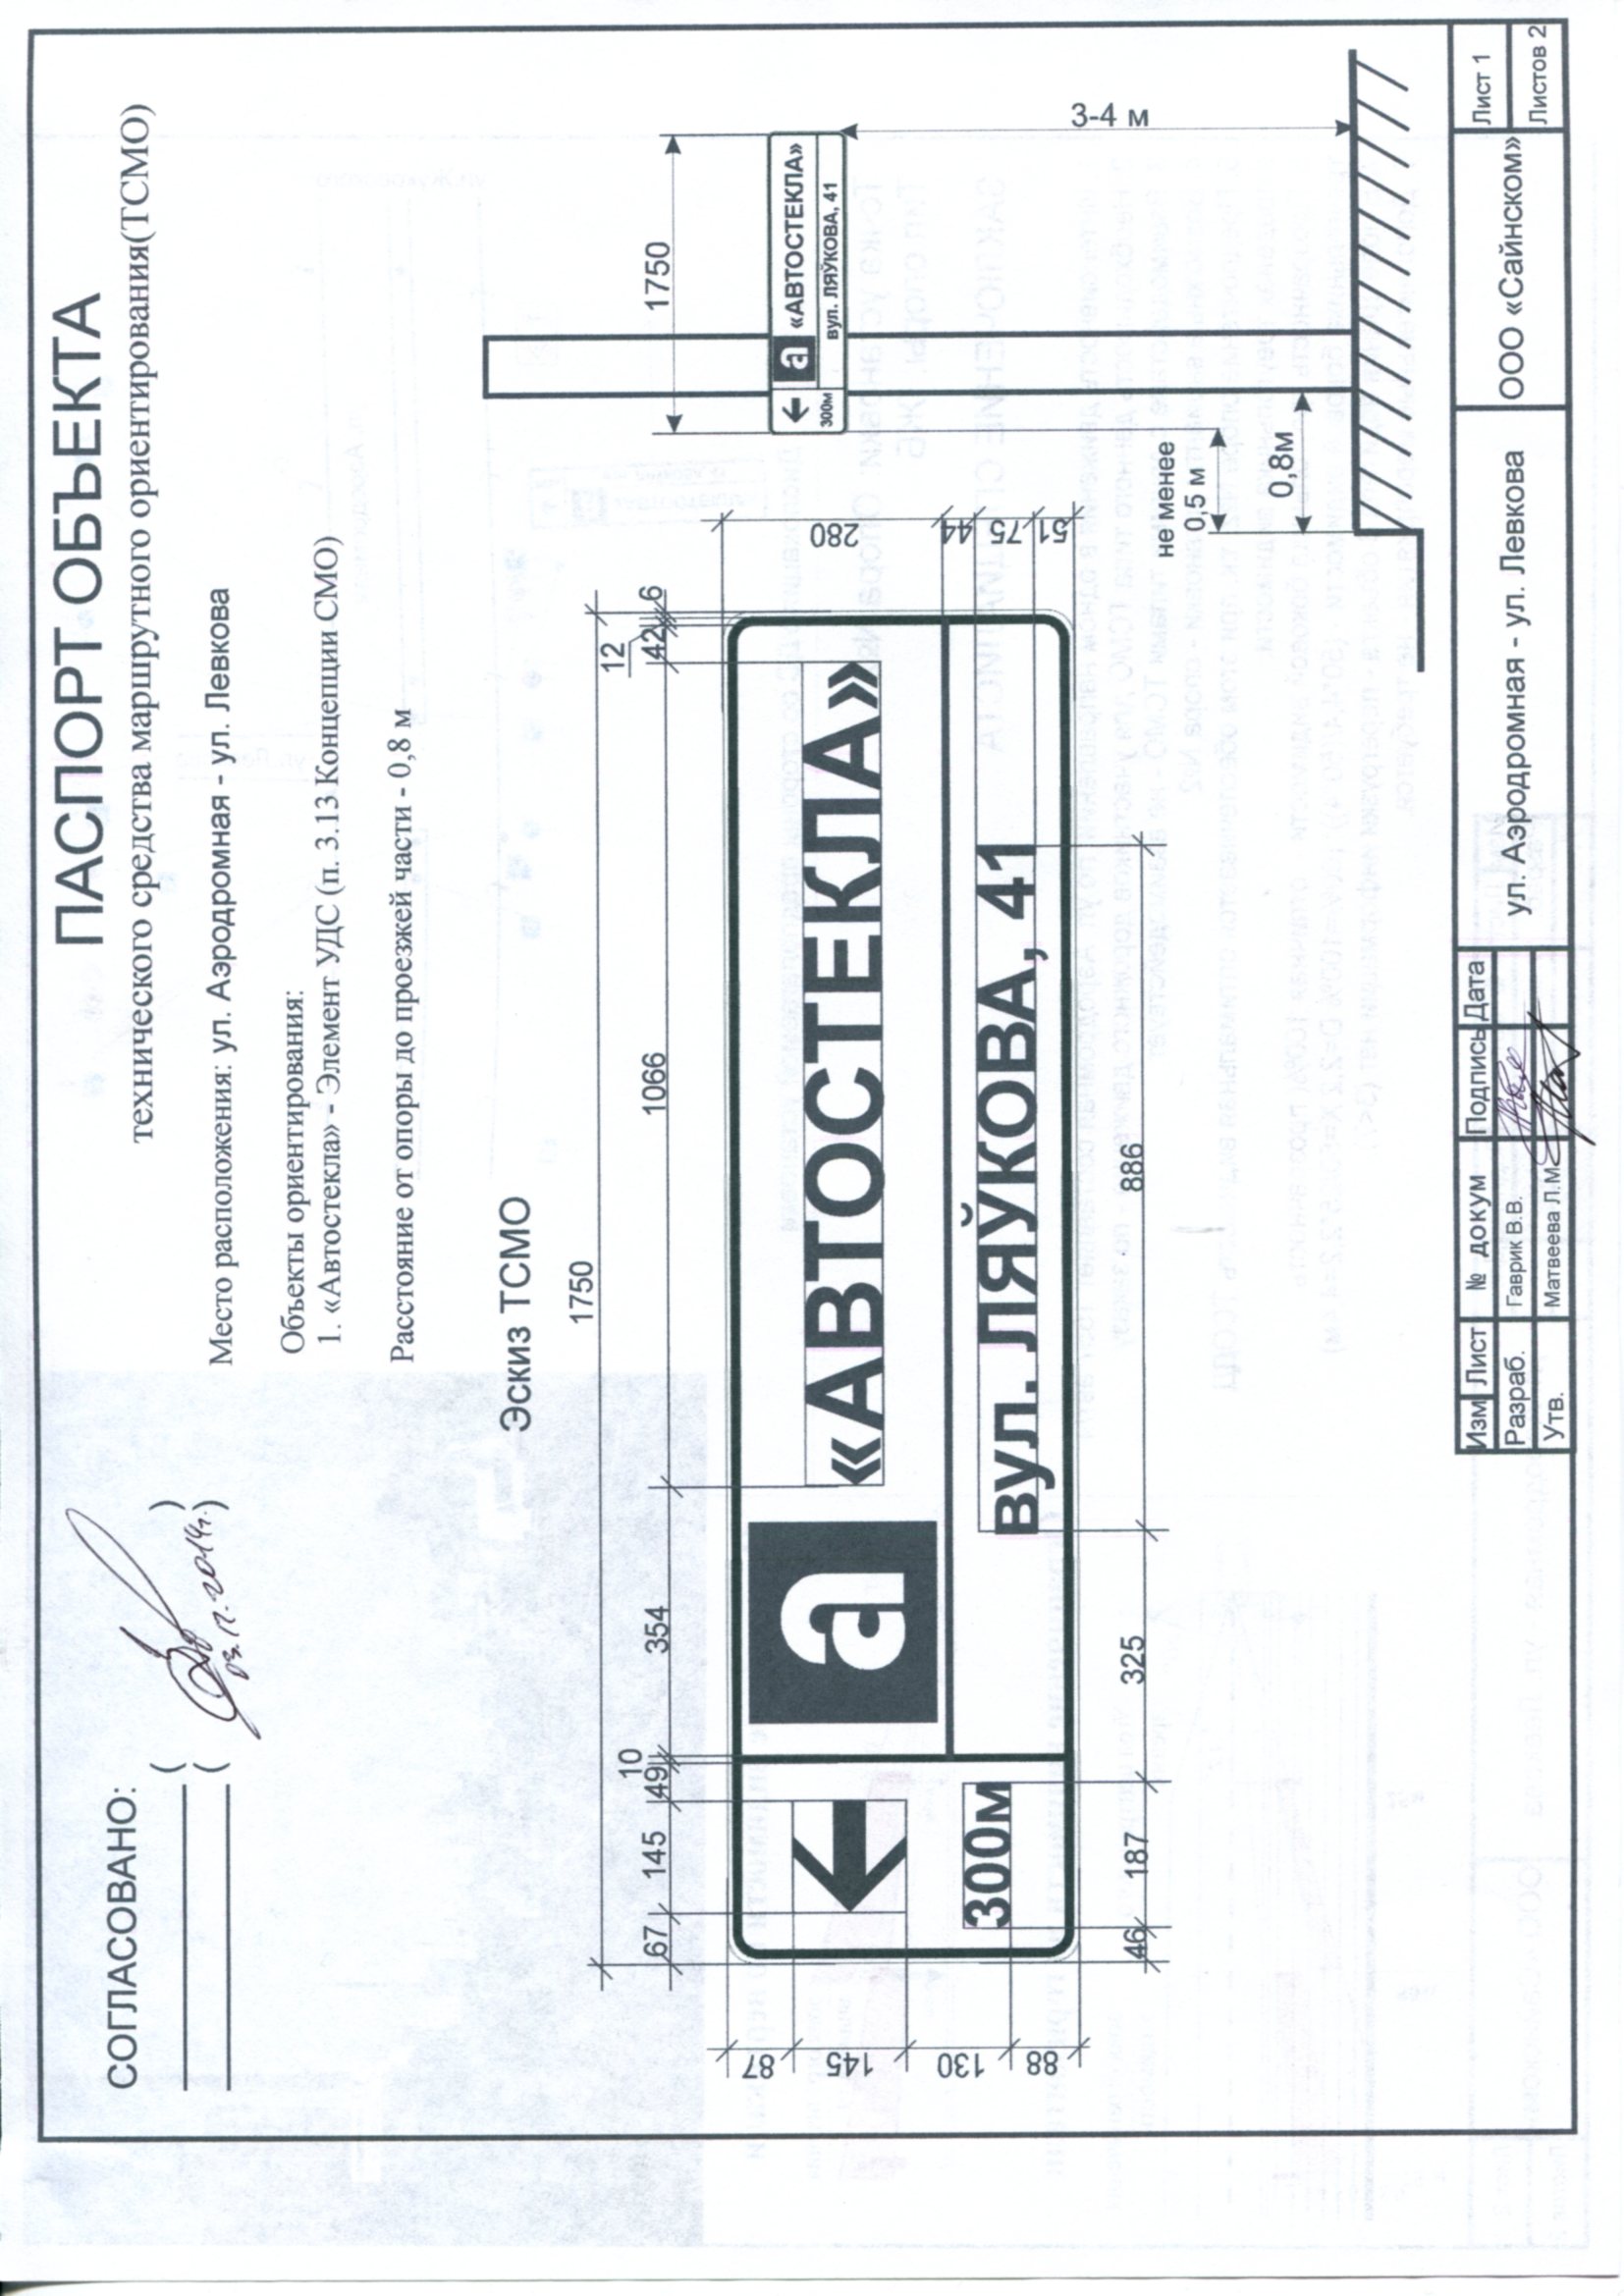 СОГЛАСОВАНО:
( )
( 03.12.2014г. )
ПАСПОРТ ОБЪЕКТА
технического средства маршрутного ориентирования(ТСМО)
Место расположения: ул. Аэродромная - ул. Левкова
Объекты ориентирования:
1. «Автостекла» - Элемент УДС (п. 3.13 Концепции СМО)
Расстояние от опоры до проезжей части - 0,8 м
Эскиз ТСМО
1750
67 145 49 10 354 1066 42 12 6
87
145
130
88
280
44
75
51
а «АВТОСТЕКЛА»
300м вул. ЛЯЎКОВА, 41
46 187 325 886
1750
а «АВТОСТЕКЛА»
300м вул. ЛЯЎКОВА, 41
3-4 м
не менее
0,5 м
0,8м
Изм Лист № докум Подпись Дата
Разраб. Гаврик В.В.
Утв. Матвеева Л.М.
ул. Аэродромная - ул. Левкова
ООО «Сайнском»
Лист 1
Листов 2